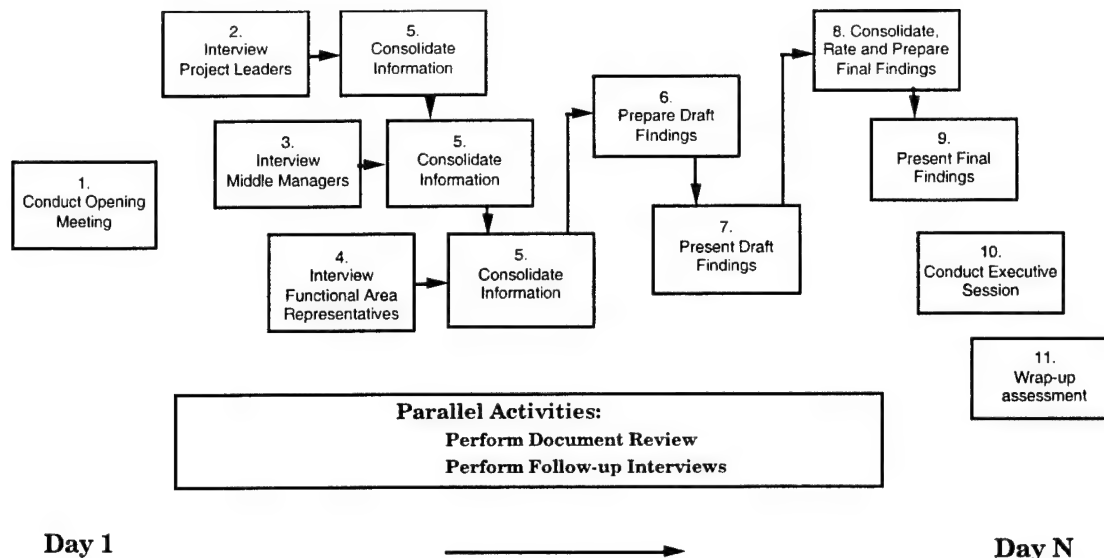 1.
Conduct Opening
Meeting
2.
Interview
Project Leaders
5.
Consolidate
Information
3.
Interview
Middle Managers
5.
Consolidate
Information
4.
Interview
Functional Area
Representatives
5.
Consolidate
Information
6.
Prepare Draft
FIndings
7.
Present Draft
Findings
8. Consolidate,
Rate and Prepare
Final Findings
9.
Present Final
Findings
10.
Conduct Executive
Session
11.
Wrap-up
assessment
Parallel Activities:
Perform Document Review
Perform Follow-up Interviews
Day 1
Day N